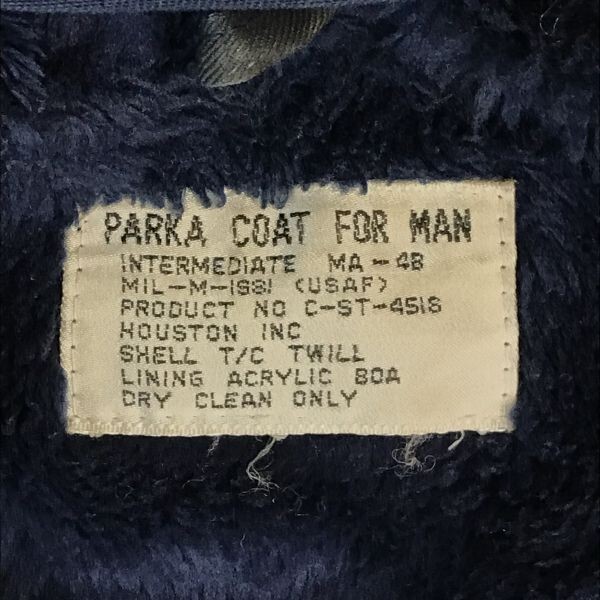 PARKA COAT FOR MAN
INTERMEDIATE MA-4B
MIL-M-1881 (USAF)
PRODUCT NO C-ST-4518
HOUSTON INC
SHELL T/C TWILL
LINING ACRYLIC BOA
DRY CLEAN ONLY